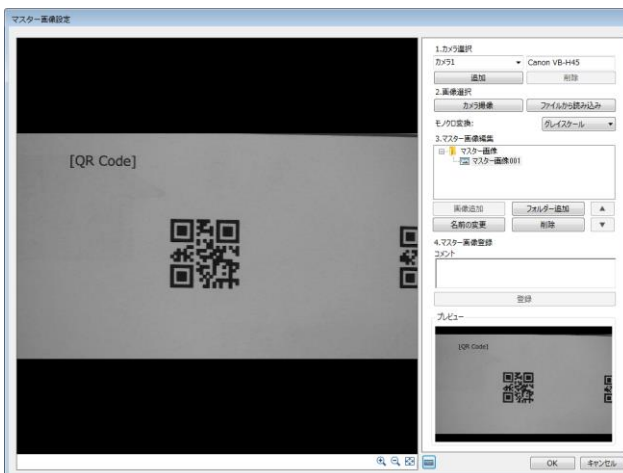 マスター画像設定
[QR Code]
1.カメラ選択
カメラ1
Canon VB-H45
追加
削除
2.画像選択
カメラ撮像
ファイルから読み込み
モノクロ変換:
グレイスケール
3.マスター画像編集
マスター画像
マスター画像001
画像追加
フォルダー追加
▲
名前の変更
削除
▼
4.マスター画像登録
コメント
登録
プレビュー
[QR Code]
OK
キャンセル